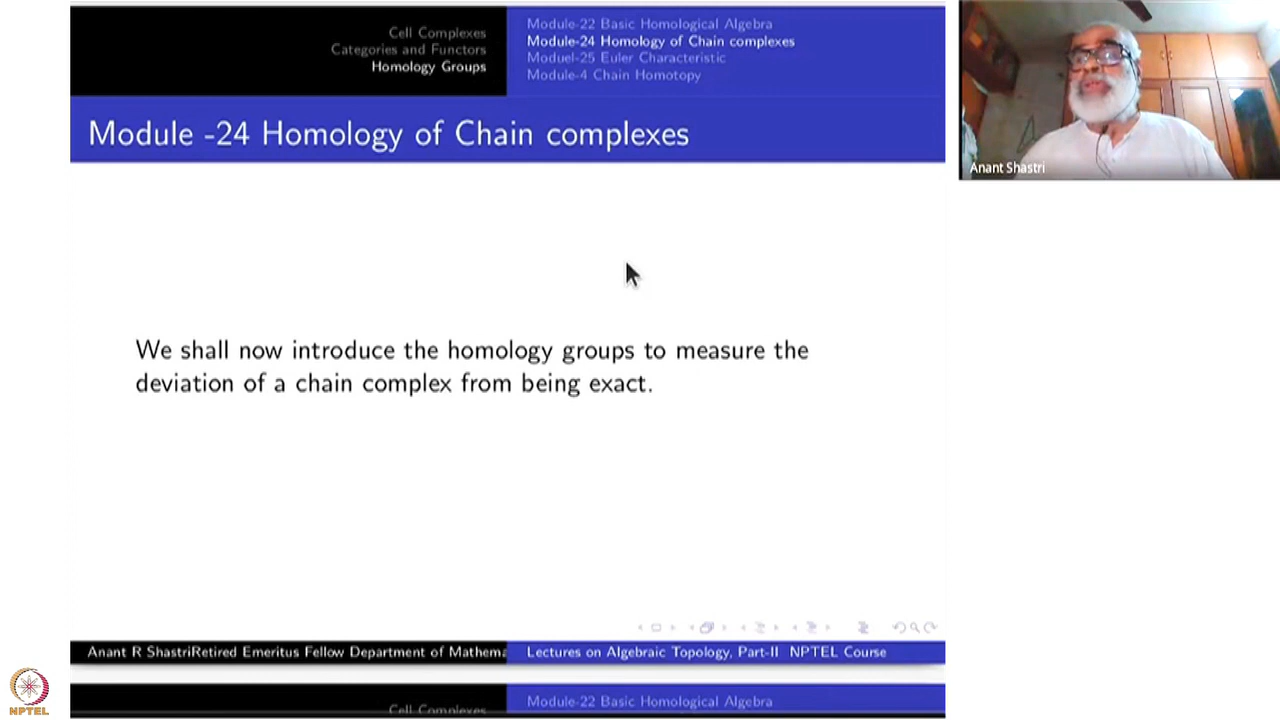 Cell Complexes
Categories and Functors
Homology Groups
Module-22 Basic Homological Algebra
Module-24 Homology of Chain complexes
Moduel-25 Euler Characteristic
Module-4 Chain Homotopy
Module -24 Homology of Chain complexes
Anant Shastri
We shall now introduce the homology groups to measure the
deviation of a chain complex from being exact.
Anant R ShastriRetired Emeritus Fellow Department of Mathema
Lectures on Algebraic Topology, Part-II NPTEL Course
Cell Complexes
Module-22 Basic Homological Algebra
NPTEL